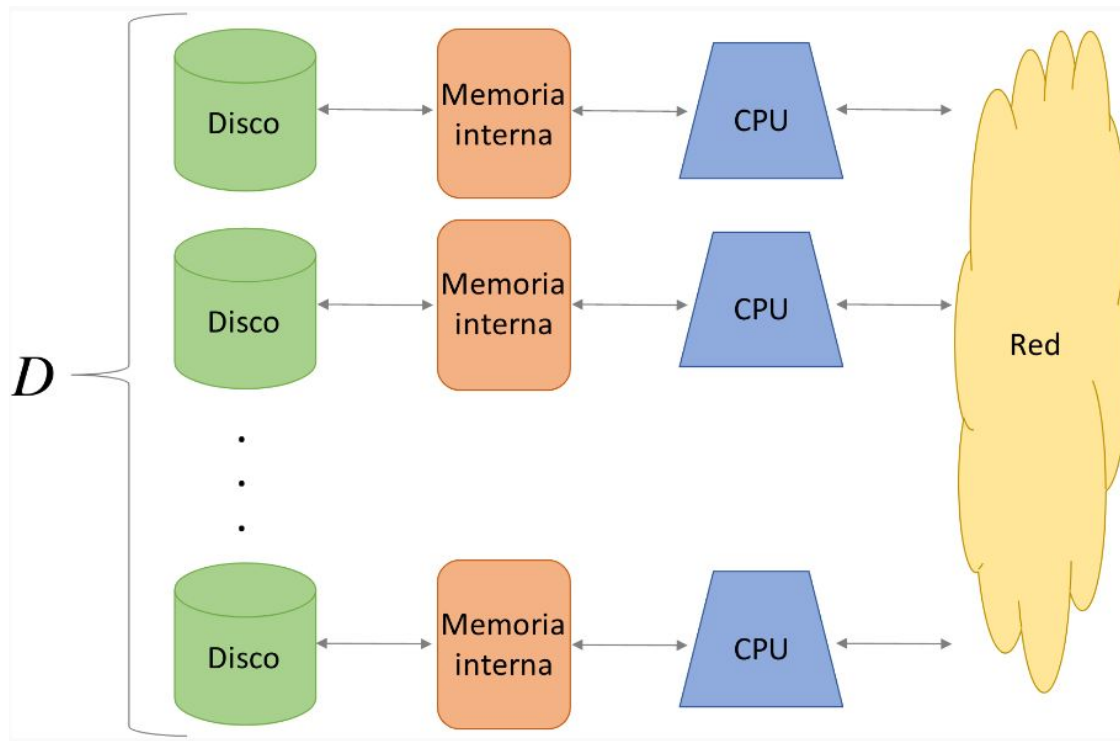 Disco
Memoria
interna
CPU
Disco
Memoria
interna
CPU
Red
D
Disco
Memoria
interna
CPU